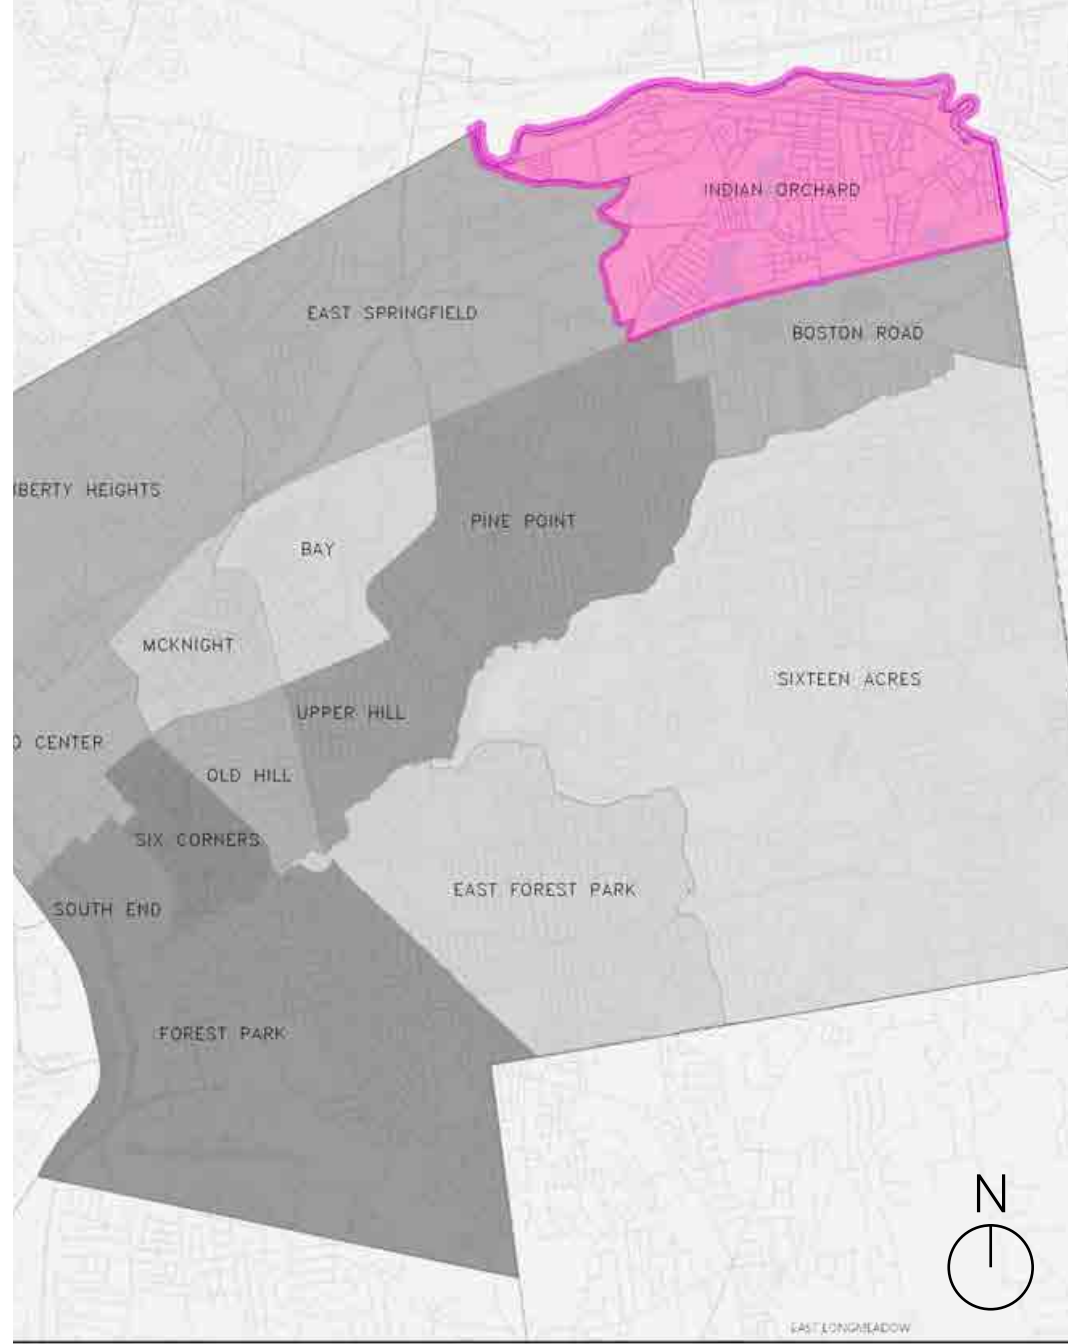 INDIAN ORCHARD
EAST SPRINGFIELD
BOSTON ROAD
IBERTY HEIGHTS
PINE POINT
BAY
MCKNIGHT
SIXTEEN ACRES
UPPER HILL
D CENTER
OLD HILL
SIX CORNERS
EAST FOREST PARK
SOUTH END
FOREST PARK
N
EAST LONGMEADOW